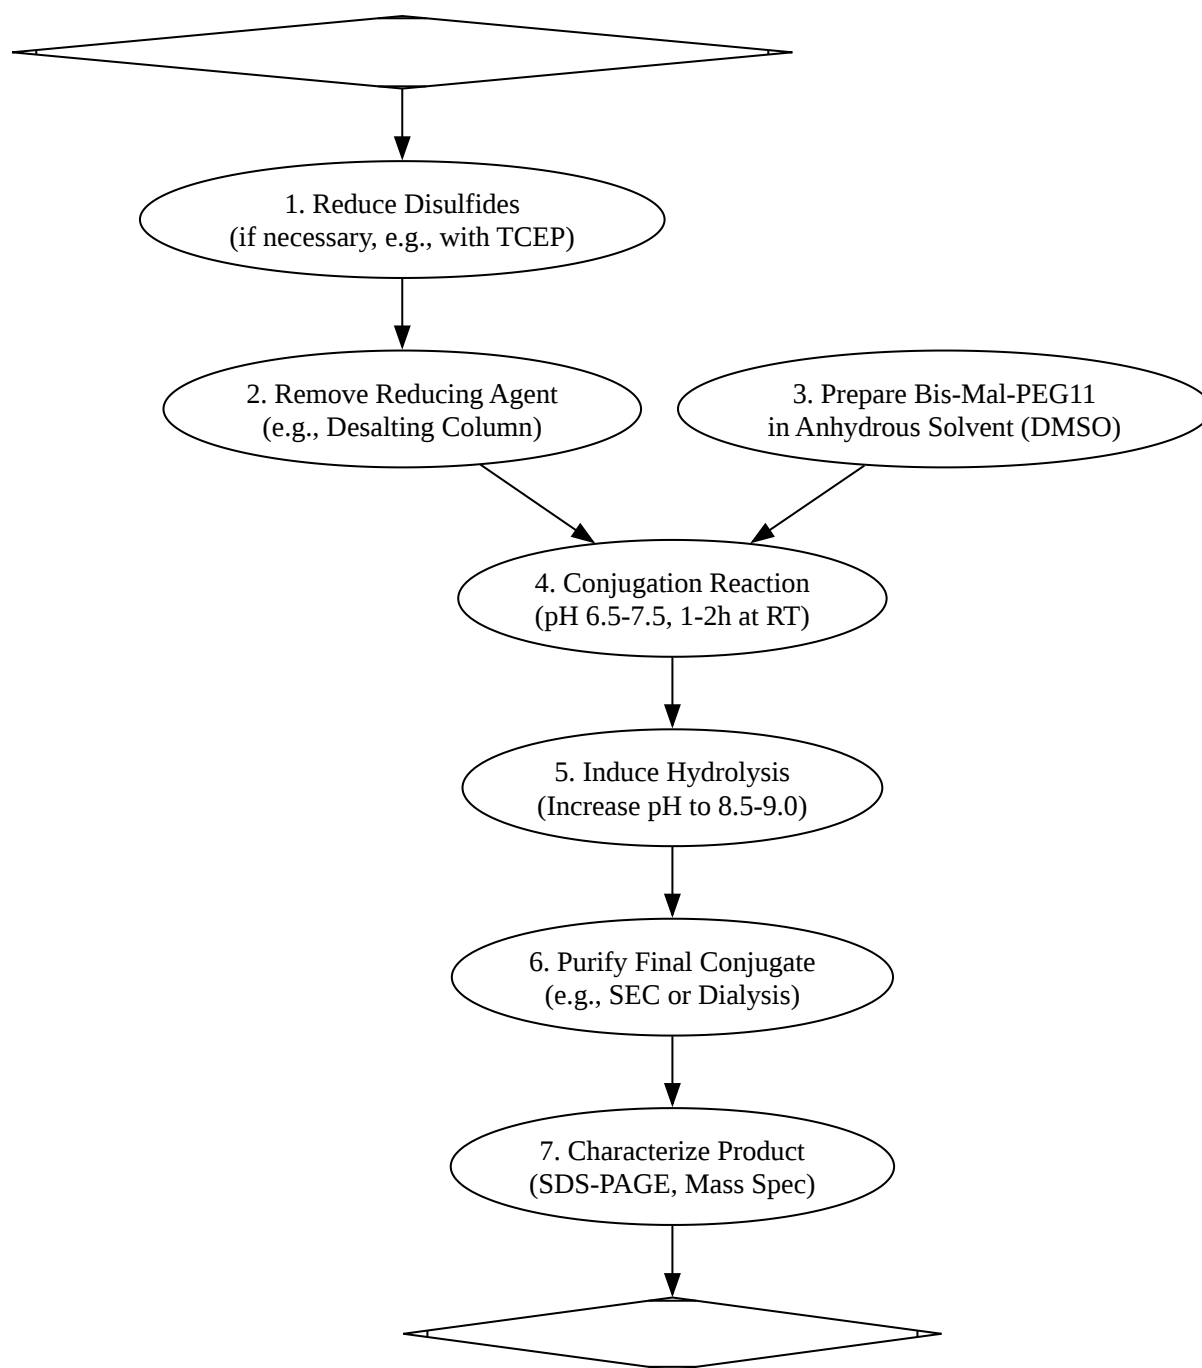 1. Reduce Disulfides
(if necessary, e.g., with TCEP)
2. Remove Reducing Agent
(e.g., Desalting Column)
3. Prepare Bis-Mal-PEG11
in Anhydrous Solvent (DMSO)
4. Conjugation Reaction
(pH 6.5-7.5, 1-2h at RT)
5. Induce Hydrolysis
(Increase pH to 8.5-9.0)
6. Purify Final Conjugate
(e.g., SEC or Dialysis)
7. Characterize Product
(SDS-PAGE, Mass Spec)